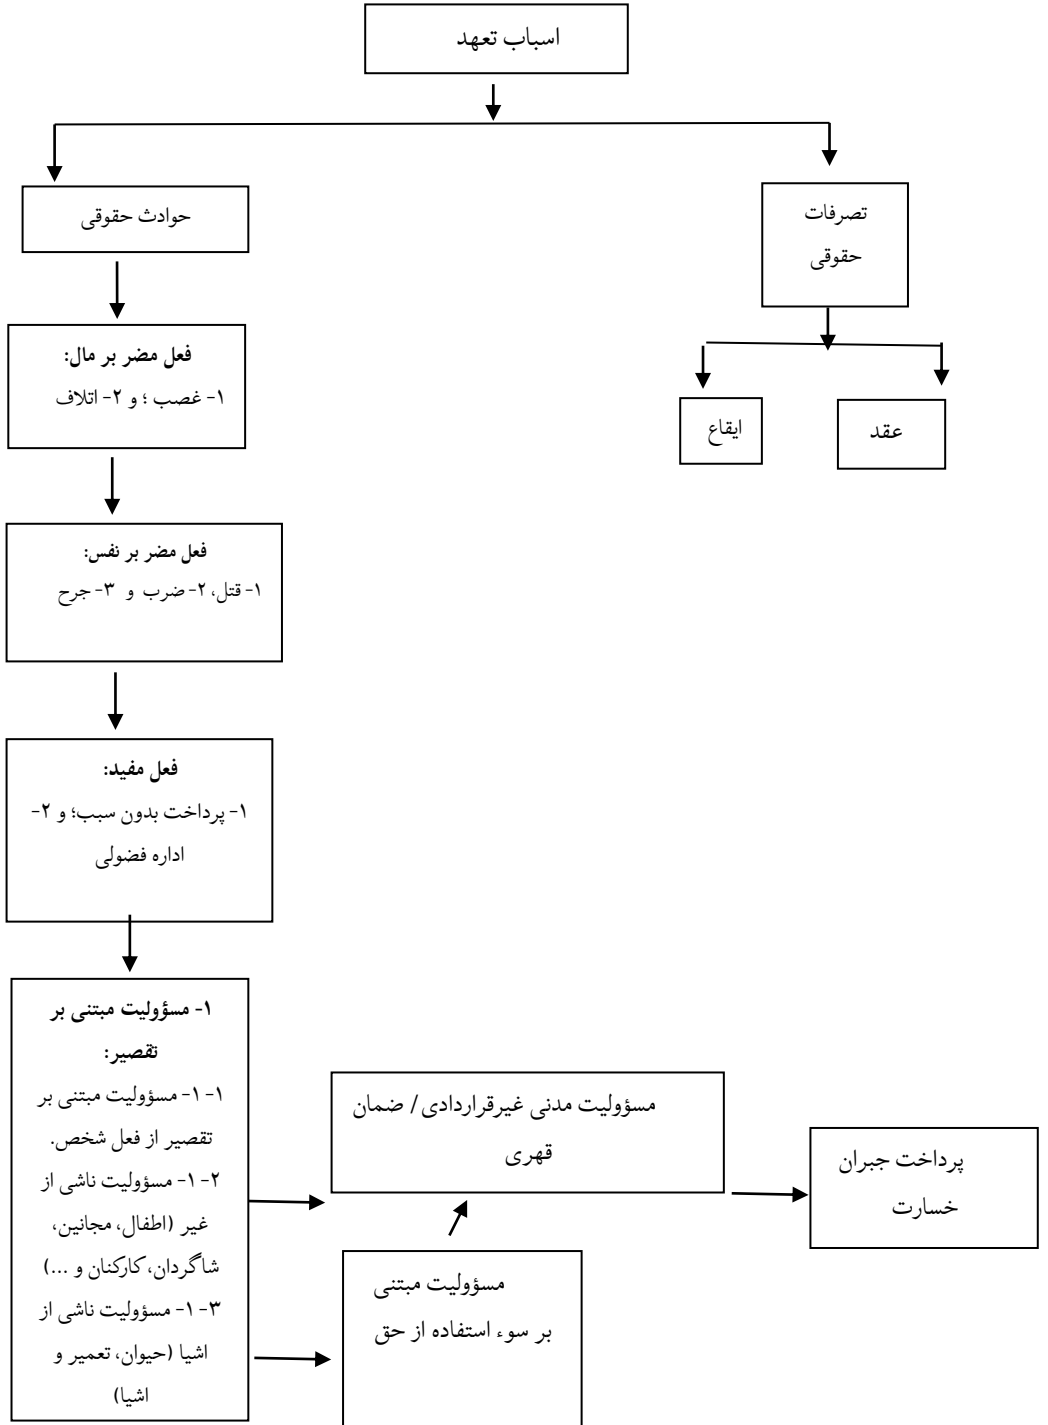 اسباب تعهد
تصرفات
حقوقی
حوادث حقوقی
عقد
ایقاع
فعل مضر بر مال:
۱- غصب ؛ و ۲- اتلاف
فعل مضر بر نفس:
۱- قتل، ۲- ضرب و ۳- جرح
فعل مفید:
۱- پرداخت بدون سبب؛ و ۲-
اداره فضولی
۱- مسؤولیت مبتنی بر
تقصیر:
۱-۱- مسؤولیت مبتنی بر
تقصیر از فعل شخص.
۲-۱- مسؤولیت ناشی از
غیر (اطفال، مجانین،
شاگردان، کارکنان و ...)
۳-۱- مسؤولیت ناشی از
اشیا (حیوان، تعمیر و
اشیا)
مسؤولیت مدنی غیرقراردادی/ ضمان
قهری
مسؤولیت مبتنی
بر سوء استفاده از حق
پرداخت جبران
خسارت